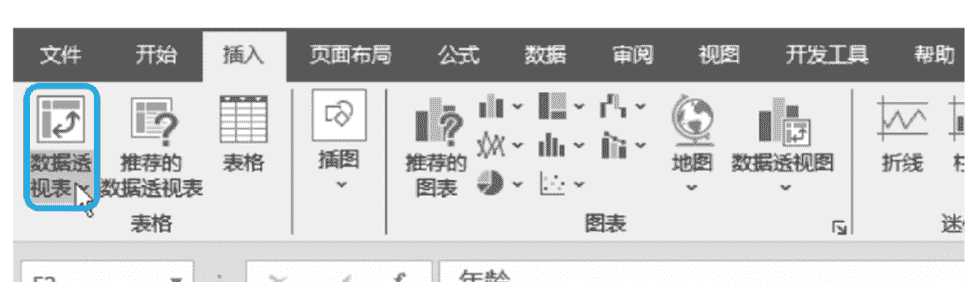 文件 开始 插入 页面布局 公式 数据 审阅 视图 开发工具 帮助
数据透
视表
推荐的
数据透视表
表格
插图
推荐的
图表
地图
数据透视图
折线
表格
图表
年龄